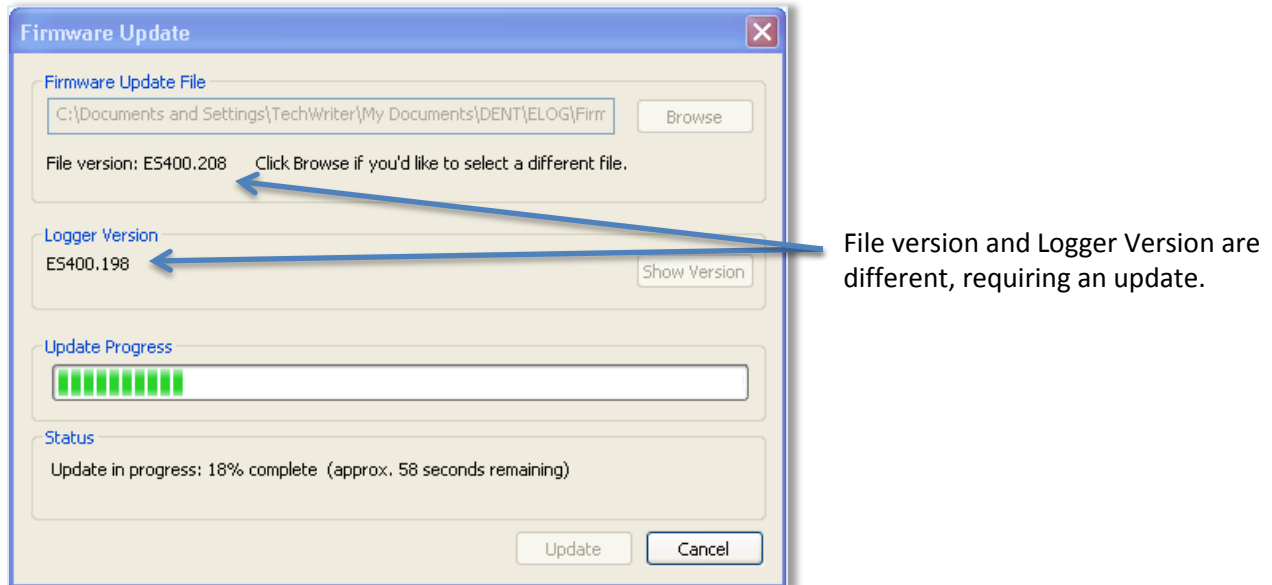 Firmware Update
Firmware Update File
C:\Documents and Settings\TechWriter\My Documents\DENT\ELOG\Firm
Browse
File version: ES400.208 Click Browse if you'd like to select a different file.
Logger Version
ES400.198
Show Version
File version and Logger Version are
different, requiring an update.
Update Progress
Status
Update in progress: 18% complete (approx. 58 seconds remaining)
Update
Cancel